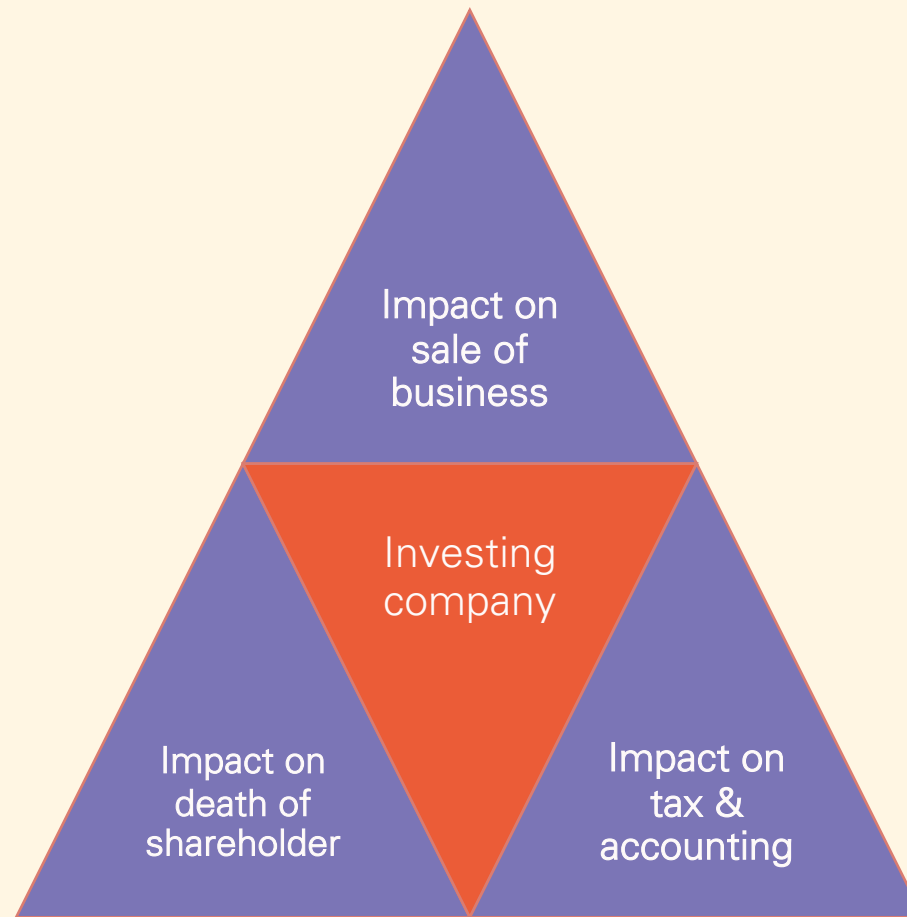 Impact on
sale of
business
Investing
company
Impact on
death of
shareholder
Impact on
tax &
accounting